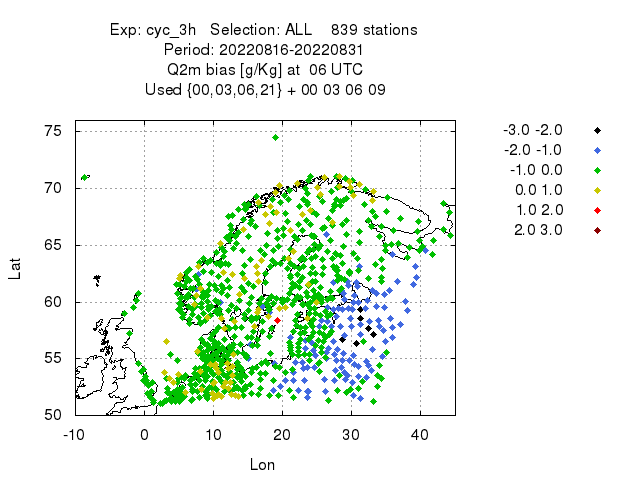 Exp: cyc_3h   Selection: ALL    839 stations
Period: 20220816-20220831
Q2m bias [g/Kg] at  06 UTC
Used {00,03,06,21} + 00 03 06 09
-3.0 -2.0
-2.0 -1.0
-1.0 0.0
0.0 1.0
1.0 2.0
2.0 3.0
75
70
65
60
55
50
Lat
-10 0 10 20 30 40
Lon